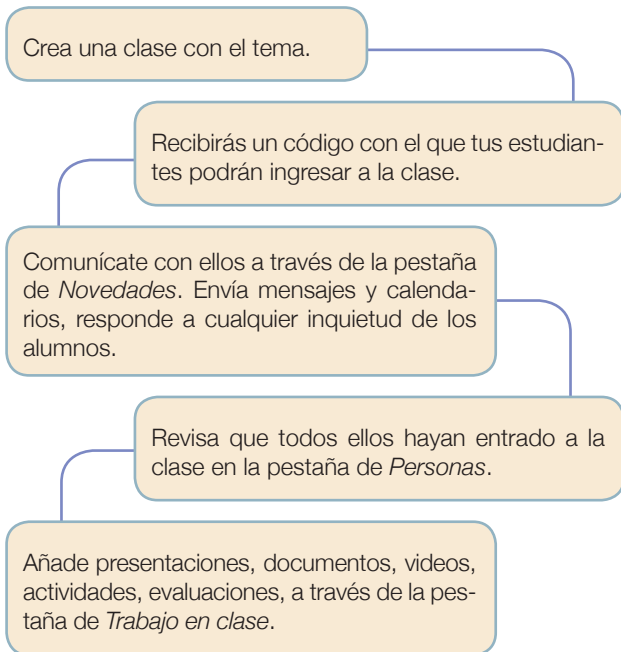 Crea una clase con el tema.
Recibirás un código con el que tus estudian-
tes podrán ingresar a la clase.
Comunícate con ellos a través de la pestaña
de Novedades. Envía mensajes y calenda-
rios, responde a cualquier inquietud de los
alumnos.
Revisa que todos ellos hayan entrado a la
clase en la pestaña de Personas.
Añade presentaciones, documentos, videos,
actividades, evaluaciones, a través de la pes-
taña de Trabajo en clase.